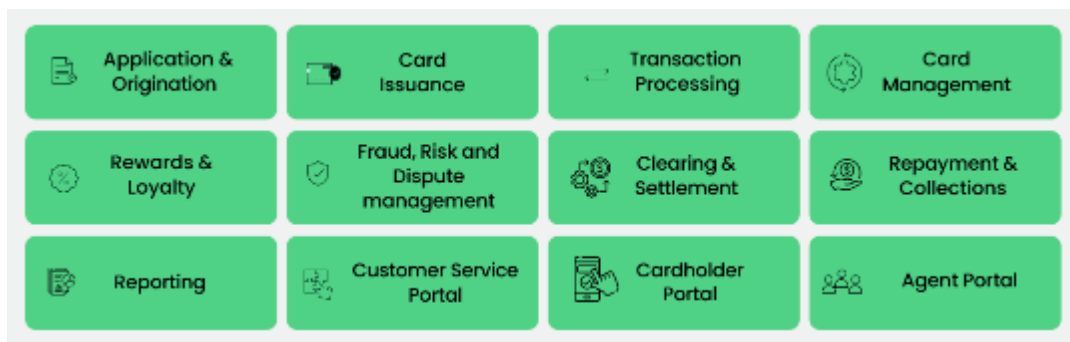 Application &
Origination
Card
Issuance
Transaction
Processing
Card
Management
Rewards &
Loyalty
Fraud, Risk and
Dispute
management
Clearing &
Settlement
Repayment &
Collections
Reporting
Customer Service
Portal
Cardholder
Portal
Agent Portal